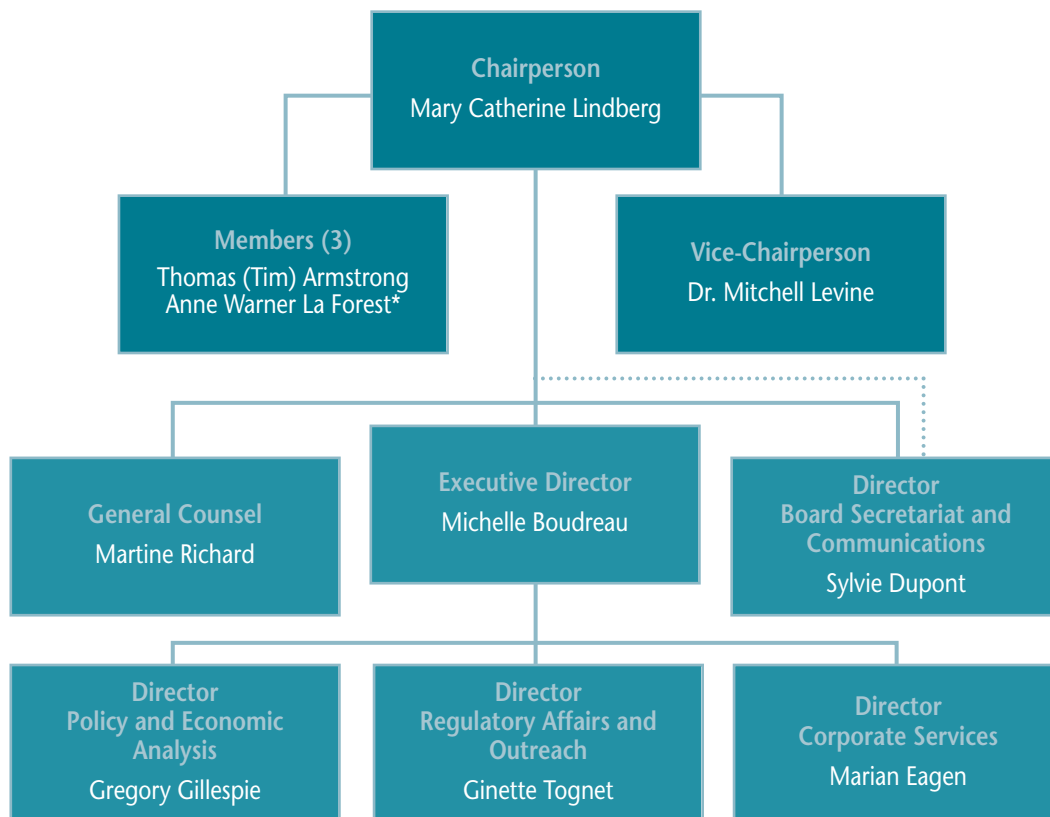 Chairperson
Mary Catherine Lindberg
Members (3)
Thomas (Tim) Armstrong
Anne Warner La Forest*
Vice-Chairperson
Dr. Mitchell Levine
General Counsel
Martine Richard
Executive Director
Michelle Boudreau
Director
Board Secretariat and
Communications
Sylvie Dupont
Director
Policy and Economic
Analysis
Gregory Gillespie
Director
Regulatory Affairs and
Outreach
Ginette Tognet
Director
Corporate Services
Marian Eagen